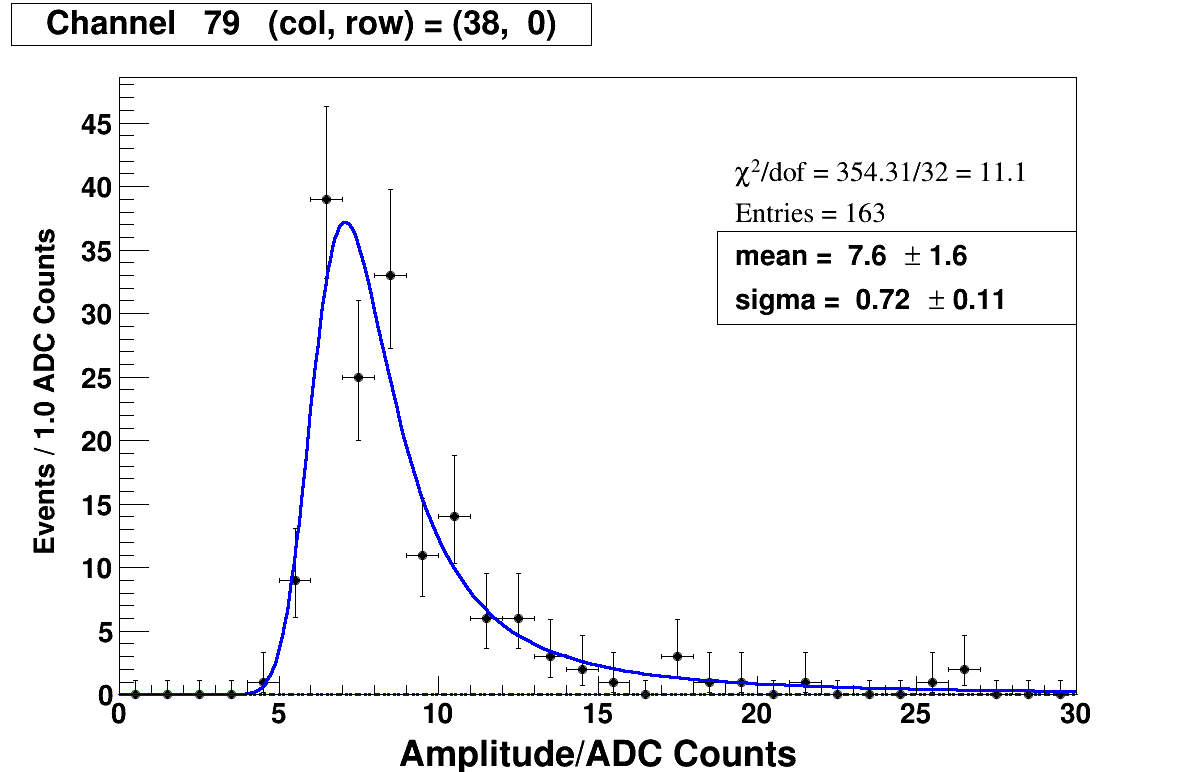 Channel 79 (col, row) = (38, 0)
χ²/dof = 354.31/32 = 11.1
Entries = 163
mean = 7.6 ± 1.6
sigma = 0.72 ± 0.11
Events / 1.0 ADC Counts
45
40
35
30
25
20
15
10
5
0
0 5 10 15 20 25 30
Amplitude/ADC Counts